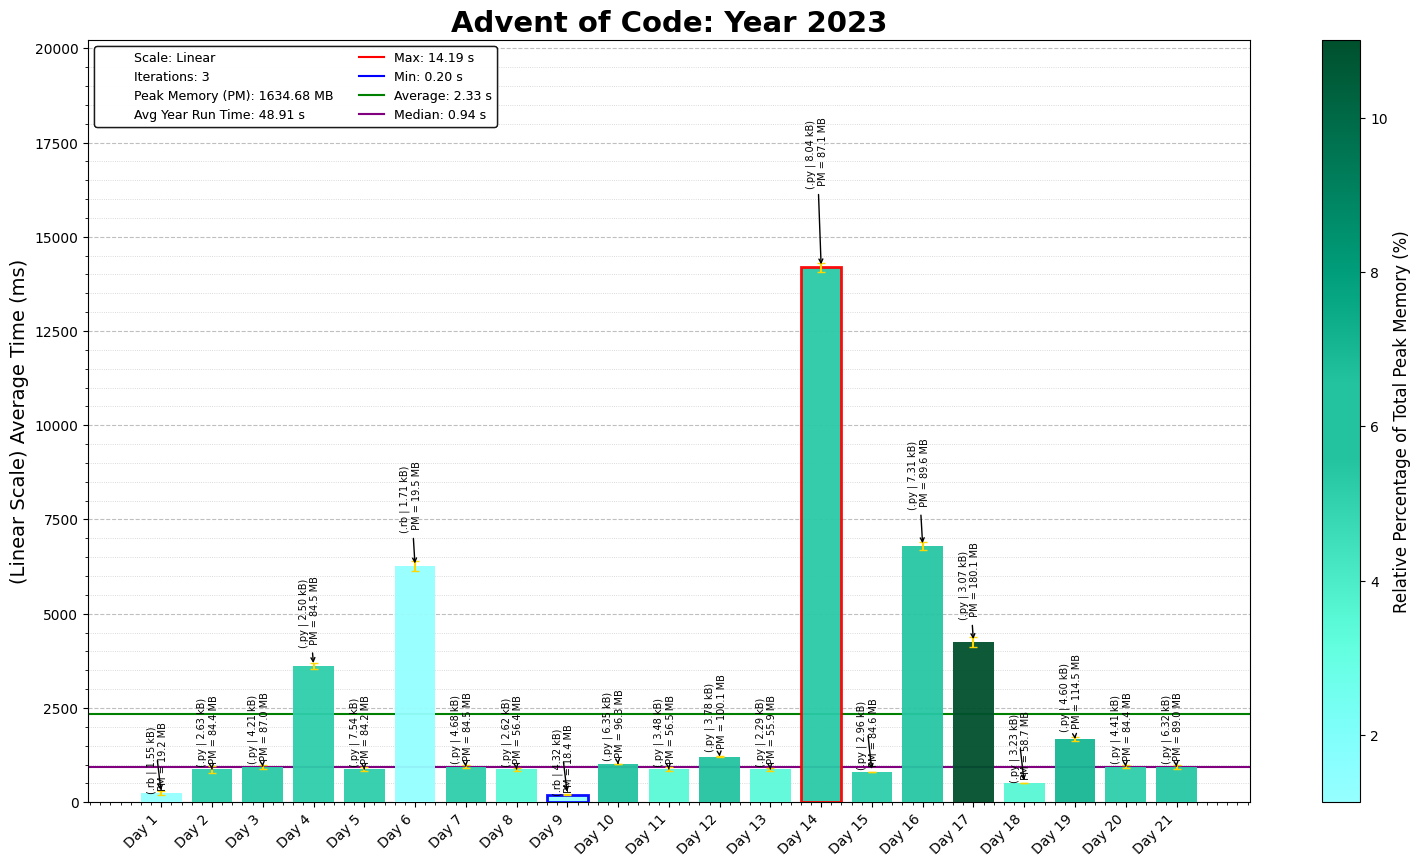 Advent of Code: Year 2023
Scale: Linear
Iterations: 3
Peak Memory (PM): 1634.68 MB
Avg Year Run Time: 48.91 s
Max: 14.19 s
Min: 0.20 s
Average: 2.33 s
Median: 0.94 s
(Linear Scale) Average Time (ms)
20000
17500
15000
12500
10000
7500
5000
2500
0
(.rb | 1.55 kB)
PM = 19.2 MB
(.py | 2.63 kB)
PM = 84.4 MB
(.py | 4.21 kB)
PM = 87.0 MB
(.py | 2.50 kB)
PM = 84.5 MB
(.py | 7.54 kB)
PM = 84.2 MB
(.rb | 1.71 kB)
PM = 19.5 MB
(.py | 4.68 kB)
PM = 84.5 MB
(.py | 2.62 kB)
PM = 56.4 MB
(.rb | 4.32 kB)
PM = 18.4 MB
(.py | 6.35 kB)
PM = 96.3 MB
(.py | 3.48 kB)
PM = 56.5 MB
(.py | 3.78 kB)
PM = 100.1 MB
(.py | 2.29 kB)
PM = 55.9 MB
(.py | 8.04 kB)
PM = 87.1 MB
(.py | 2.96 kB)
PM = 84.6 MB
(.py | 7.31 kB)
PM = 89.6 MB
(.py | 3.07 kB)
PM = 180.1 MB
(.py | 3.23 kB)
PM = 58.7 MB
(.py | 4.60 kB)
PM = 114.5 MB
(.py | 4.41 kB)
PM = 84.4 MB
(.py | 6.32 kB)
PM = 89.0 MB
Day 1
Day 2
Day 3
Day 4
Day 5
Day 6
Day 7
Day 8
Day 9
Day 10
Day 11
Day 12
Day 13
Day 14
Day 15
Day 16
Day 17
Day 18
Day 19
Day 20
Day 21
10
8
6
4
2
Relative Percentage of Total Peak Memory (%)